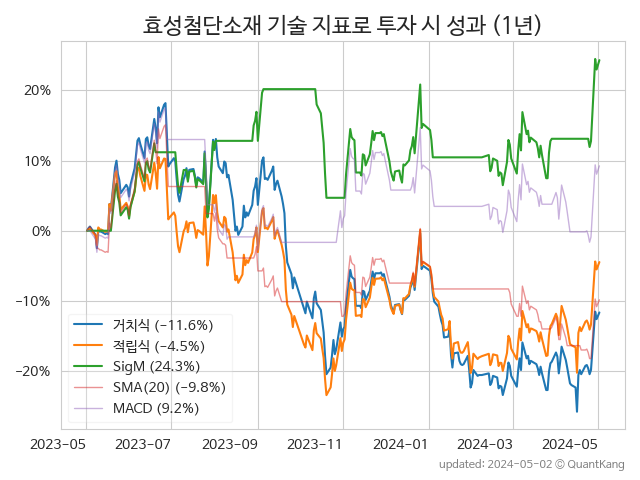 효성첨단소재 기술 지표로 투자 시 성과 (1년)
20%
10%
0%
−10%
−20%
거치식 (−11.6%)
적립식 (−4.5%)
SigM (24.3%)
SMA(20) (−9.8%)
MACD (9.2%)
2023-05 2023-07 2023-09 2023-11 2024-01 2024-03 2024-05
updated: 2024-05-02 © QuantKang